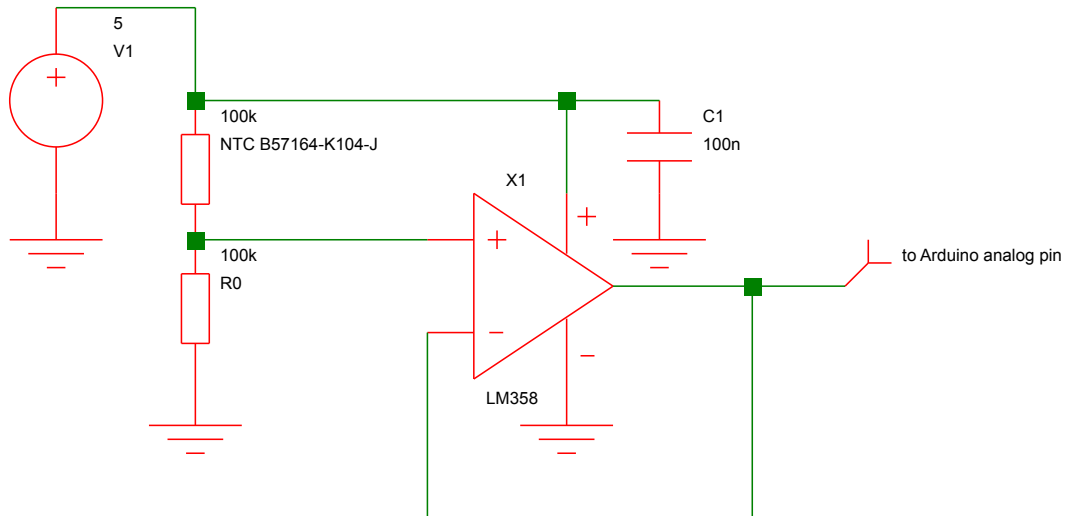 5
V1
100k
NTC B57164-K104-J
C1
100n
X1
+
+
+
100k
R0
to Arduino analog pin
−
−
LM358